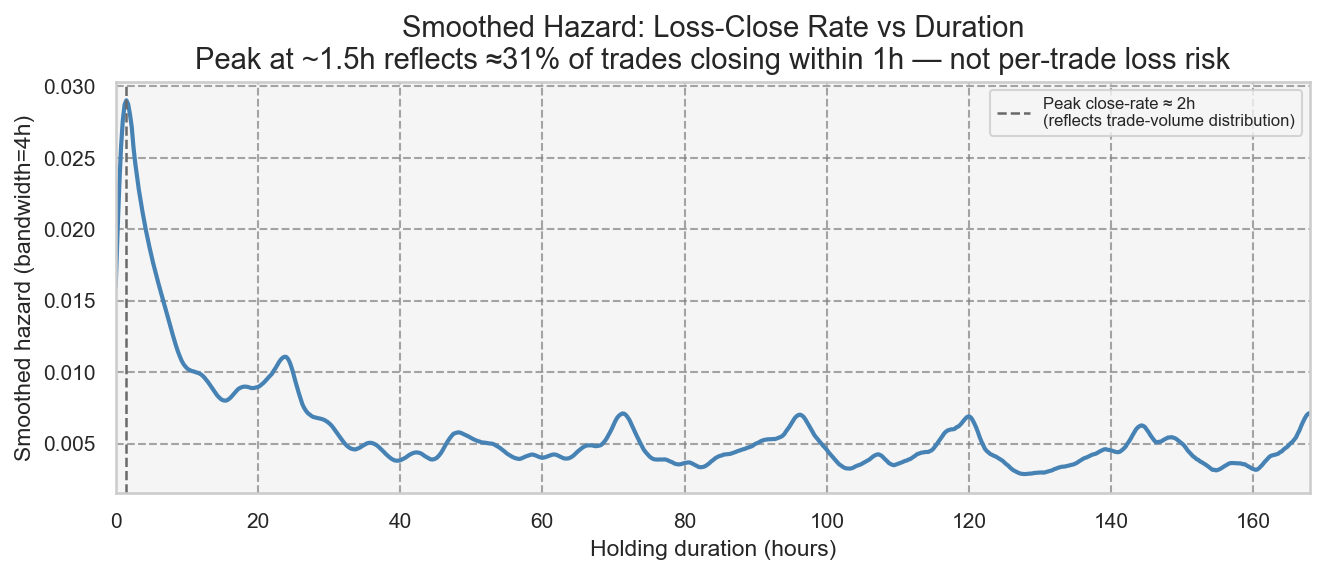 Smoothed Hazard: Loss-Close Rate vs Duration
Peak at ~1.5h reflects ≈31% of trades closing within 1h — not per-trade loss risk
Peak close-rate ≈ 2h
(reflects trade-volume distribution)
Smoothed hazard (bandwidth=4h)
0.030
0.025
0.020
0.015
0.010
0.005
0 20 40 60 80 100 120 140 160
Holding duration (hours)